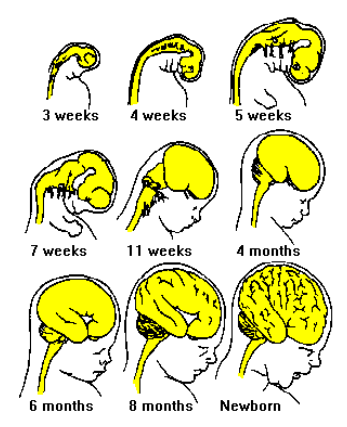 3 weeks
4 weeks
5 weeks
7 weeks
11 weeks
4 months
6 months
8 months
Newborn